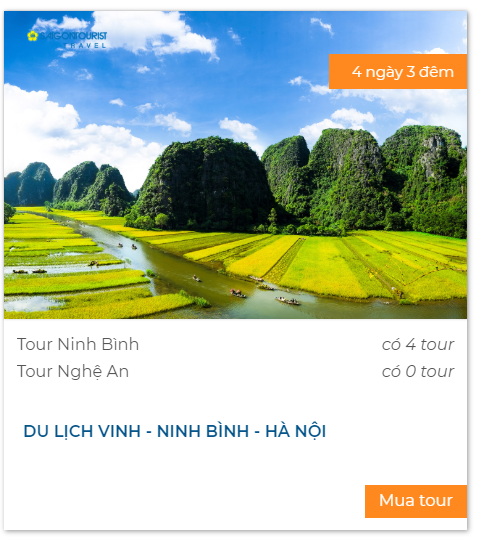 SAIGONTOURIST
TRAVEL
4 ngày 3 đêm
Tour Ninh Bình có 4 tour
Tour Nghệ An có 0 tour
DU LỊCH VINH - NINH BÌNH - HÀ NỘI
Mua tour